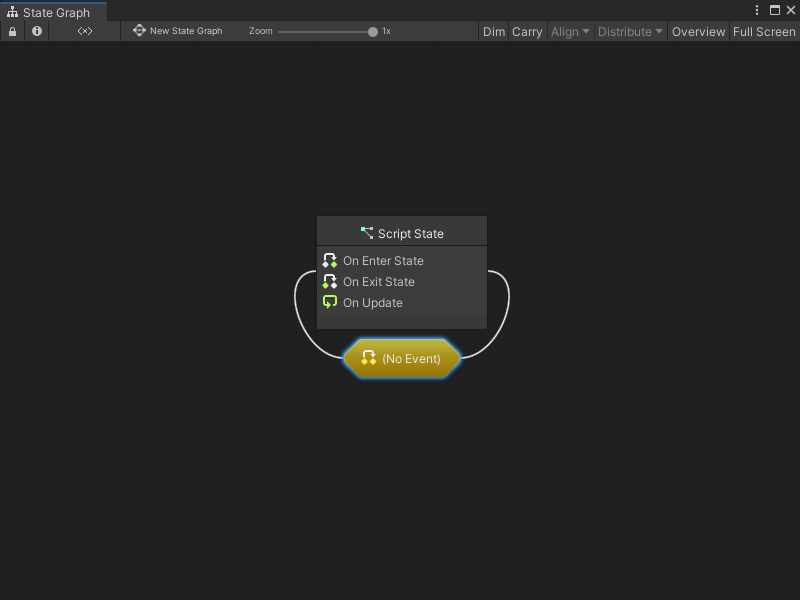 State Graph
New State Graph Zoom 1x Dim Carry Align Distribute Overview Full Screen
Script State
On Enter State
On Exit State
On Update
(No Event)